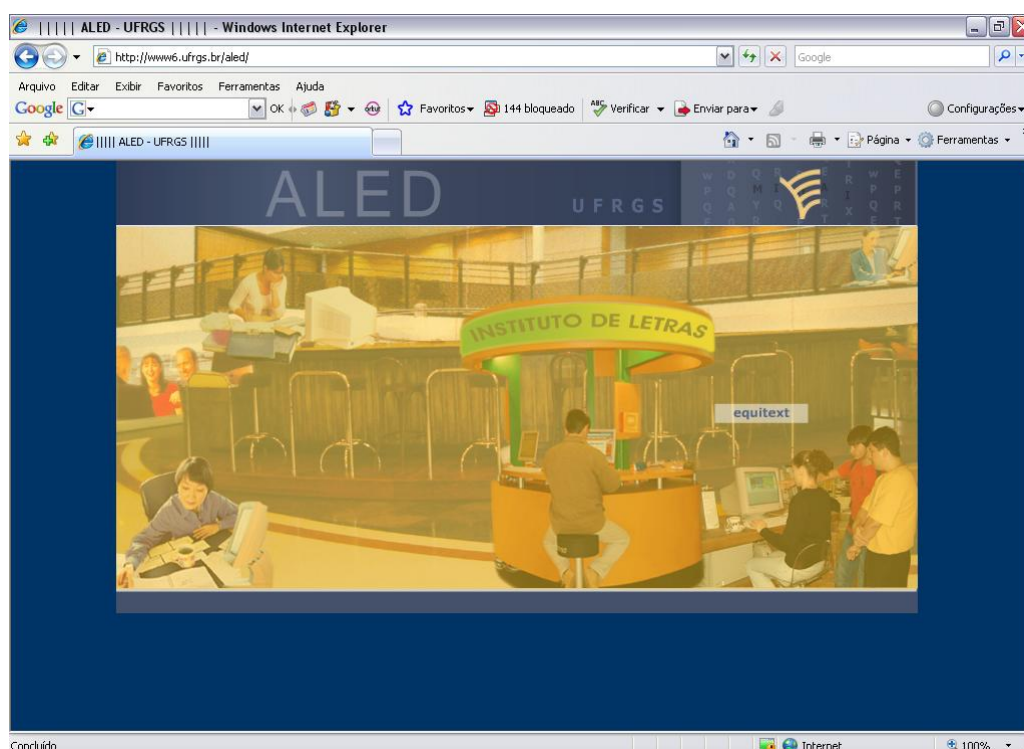 ||||| ALED - UFRGS ||||| - Windows Internet Explorer
http://www6.ufrgs.br/aled/
Google
Arquivo Editar Exibir Favoritos Ferramentas Ajuda
Google G OK Favoritos 144 bloqueado ABC Verificar Enviar para Configurações
||||| ALED - UFRGS ||||| Página Ferramentas
ALED UFRGS
INSTITUTO DE LETRAS
equitext
Concluído Internet 100%